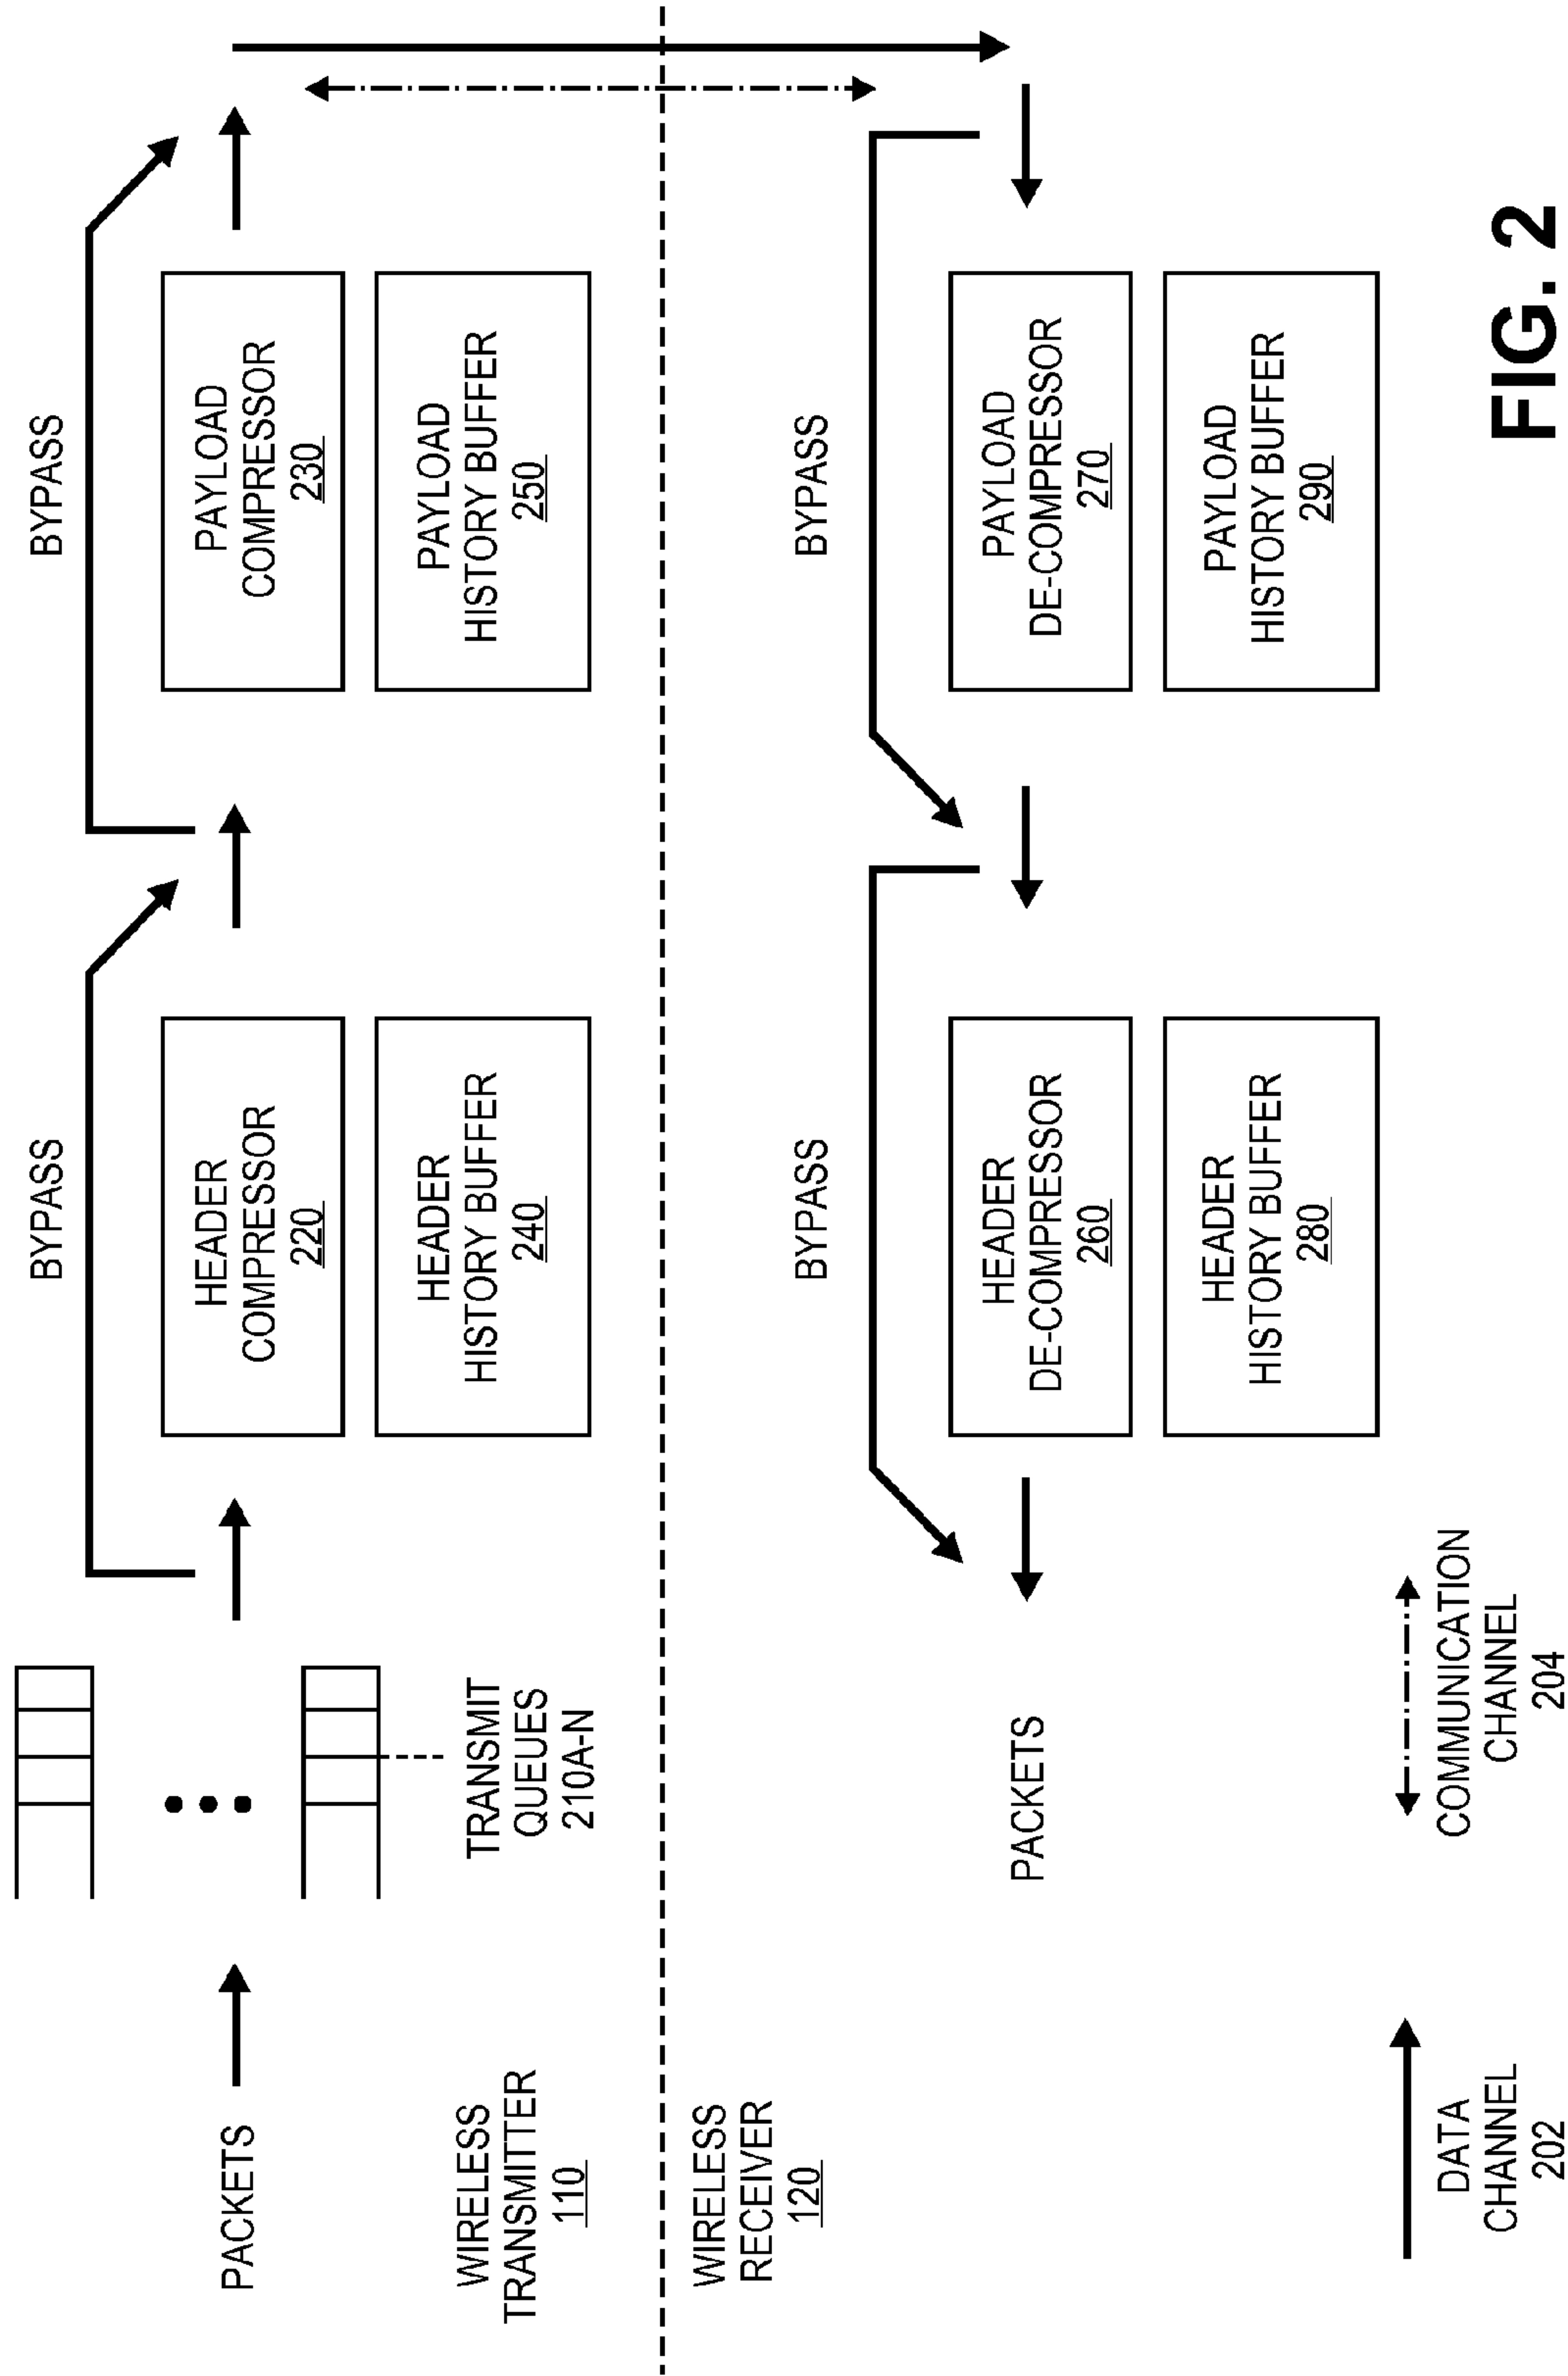 BYPASS
BYPASS
PACKETS
HEADER
COMPRESSOR
220
PAYLOAD
COMPRESSOR
230
HEADER
HISTORY BUFFER
240
PAYLOAD
HISTORY BUFFER
250
TRANSMIT
QUEUES
210A-N
WIRELESS
TRANSMITTER
110
WIRELESS
RECEIVER
120
BYPASS
BYPASS
PACKETS
HEADER
DE-COMPRESSOR
260
PAYLOAD
DE-COMPRESSOR
270
HEADER
HISTORY BUFFER
280
PAYLOAD
HISTORY BUFFER
290
DATA
CHANNEL
202
COMMUNICATION
CHANNEL
204
FIG. 2